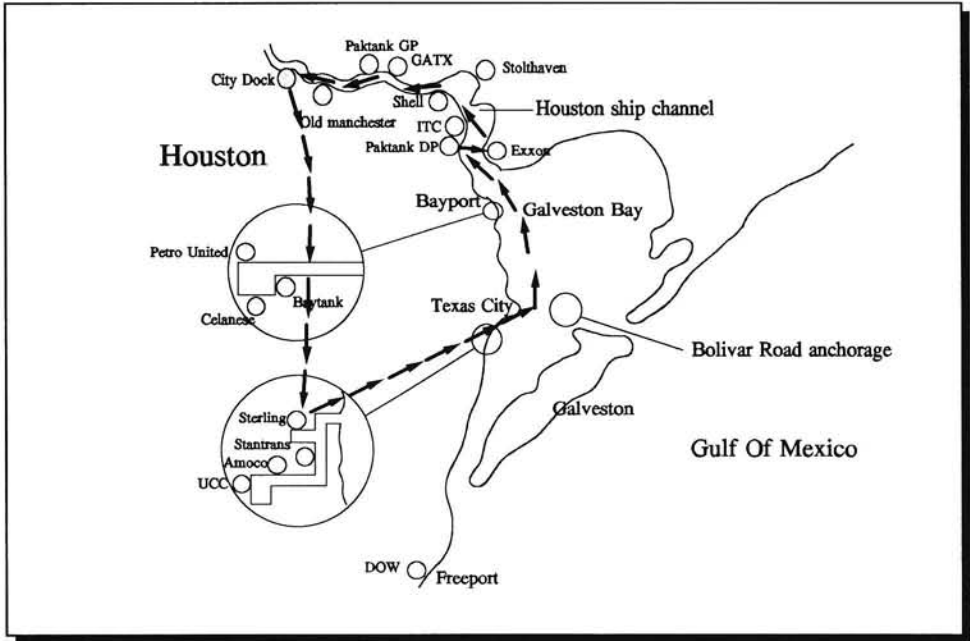 Paktank GP
GATX
City Dock
Stolthaven
Shell
Houston ship channel
Old manchester
ITC
Houston
Paktank DP
Exxon
Bayport
Galveston Bay
Petro United
Baytank
Texas City
Celanese
Bolivar Road anchorage
Sterling
Galveston
Stantrans
Gulf Of Mexico
Amoco
UCC
DOW
Freeport